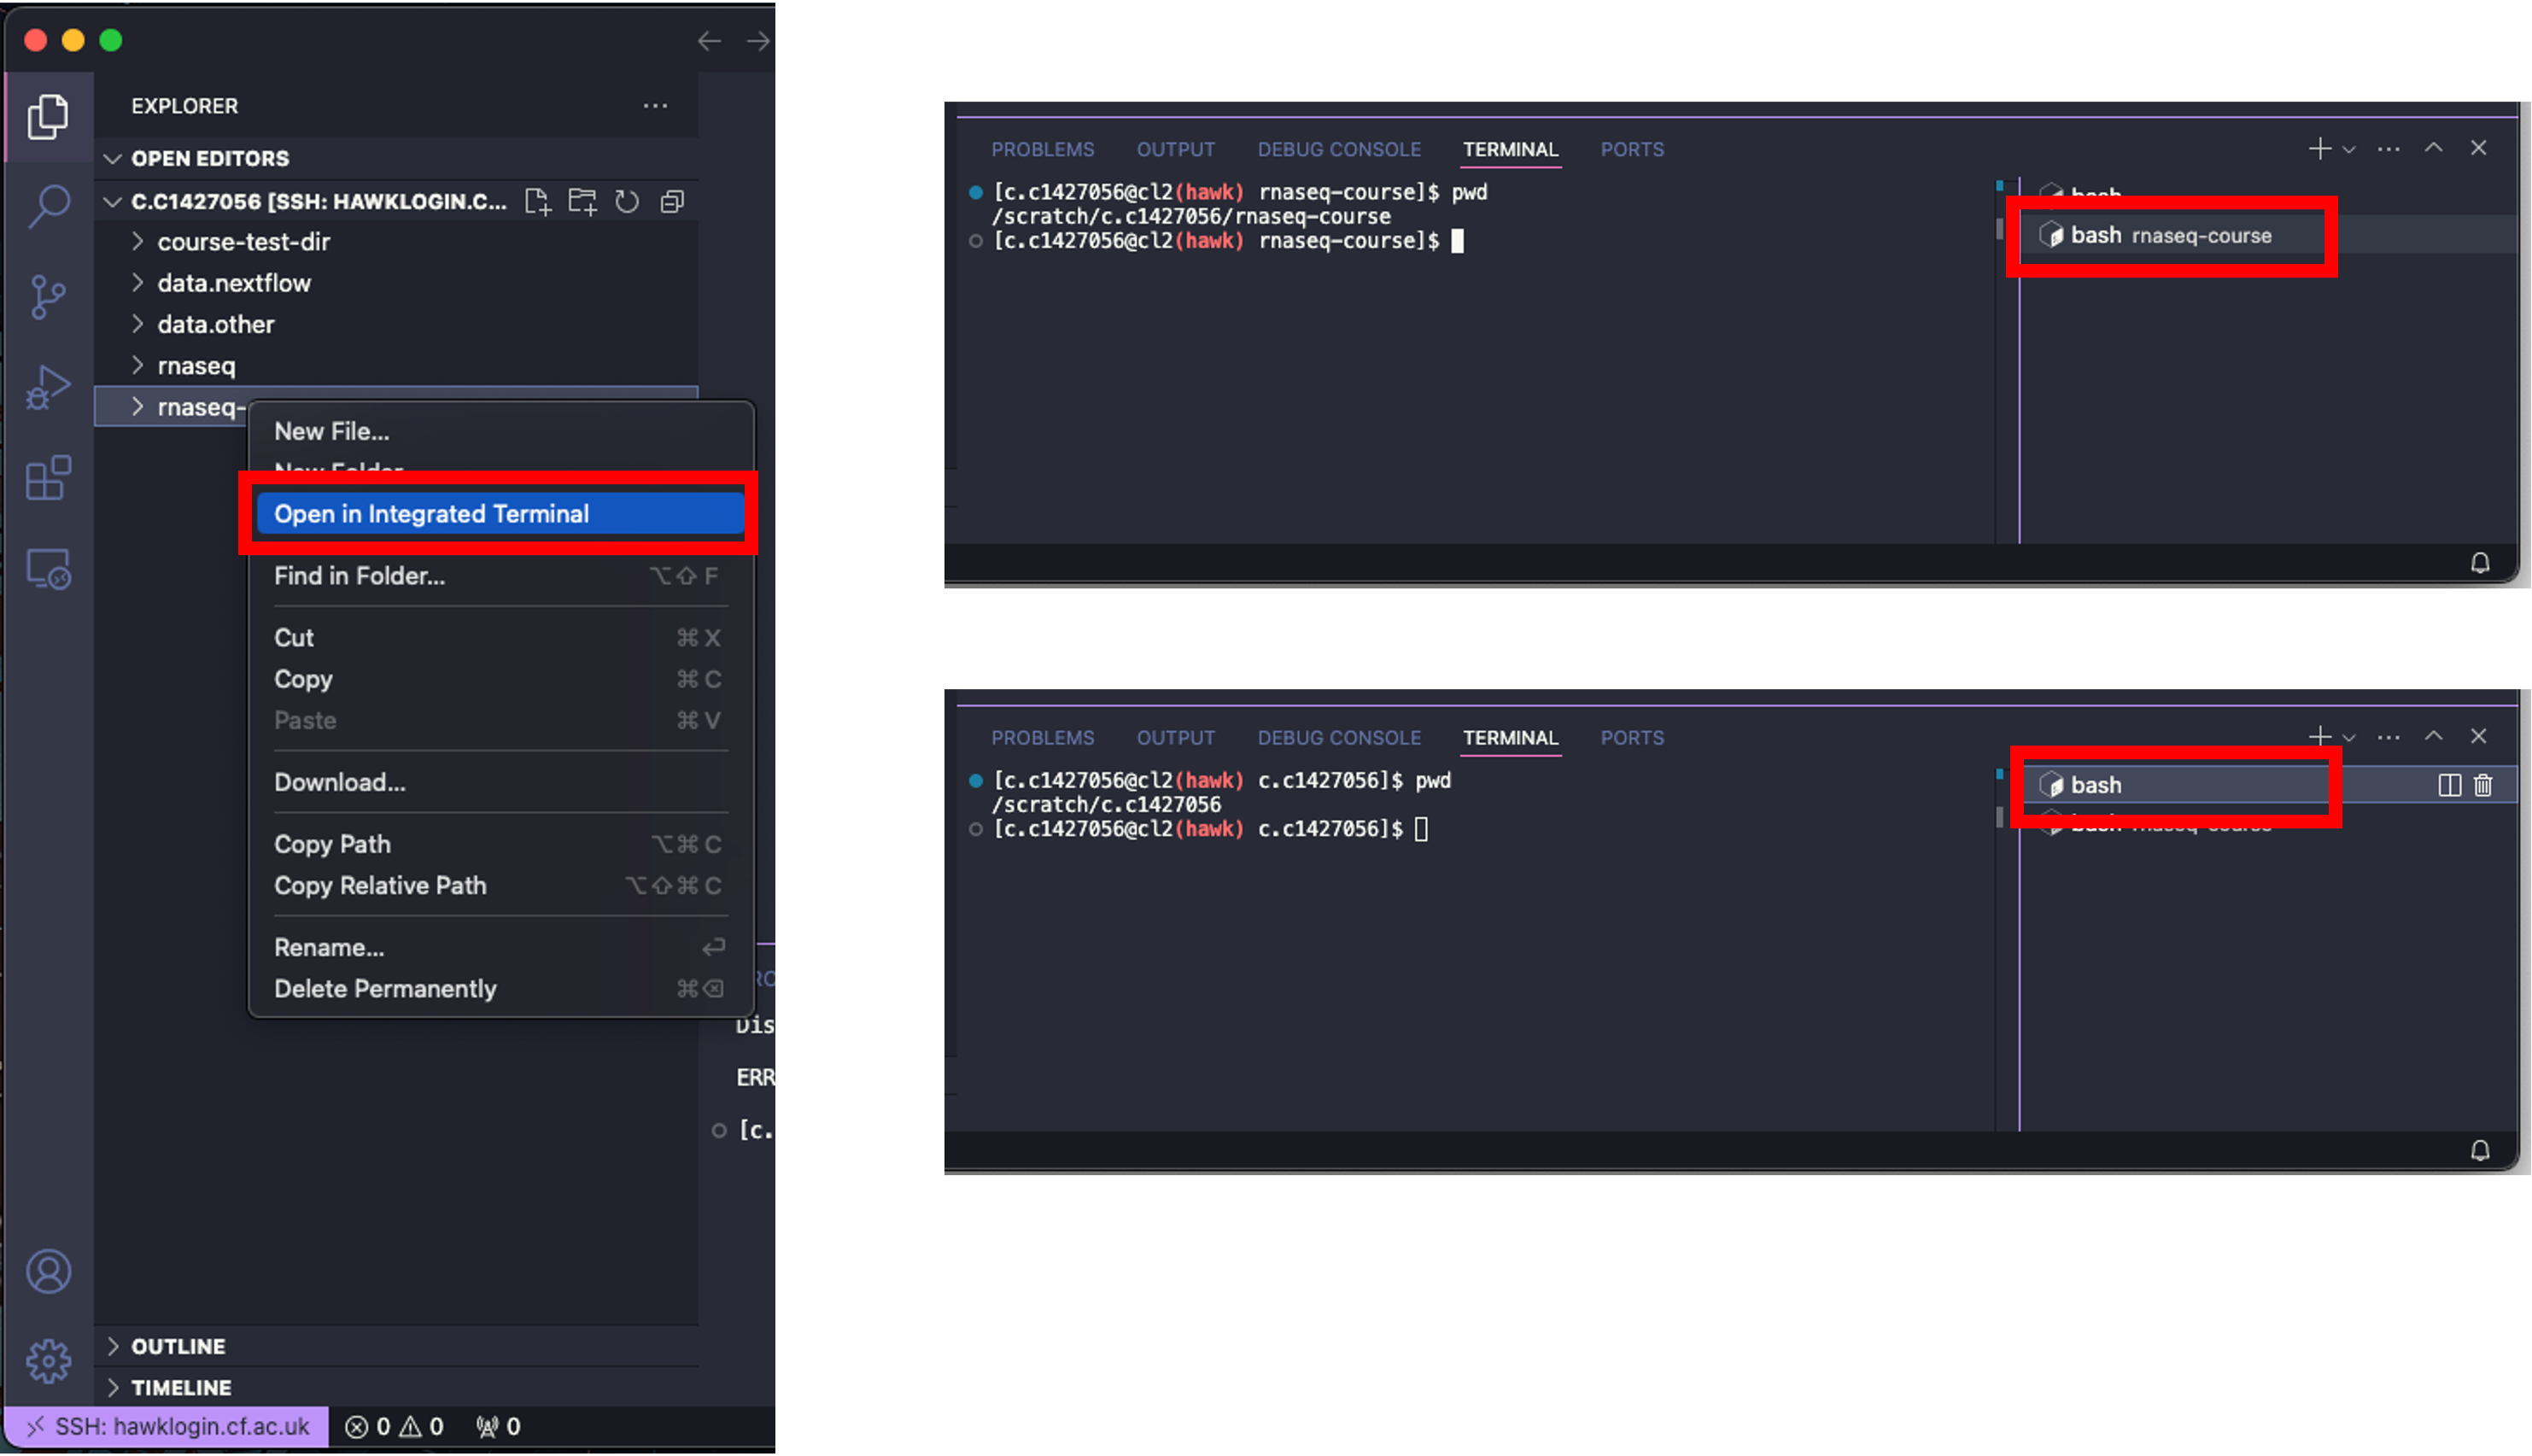 EXPLORER
OPEN EDITORS
C.C1427056 [SSH: HAWKLOGIN.C...
course-test-dir
data.nextflow
data.other
rnaseq
rnaseq-
New File...
New Folder
Open in Integrated Terminal
Find in Folder... ⌥⇧ F
Cut ⌘ X
Copy ⌘ C
Paste ⌘ V
Download...
Copy Path ⌥⌘ C
Copy Relative Path ⌥⇧⌘ C
Rename...
Delete Permanently
Dis
ERR
[c.
OUTLINE
TIMELINE
SSH: hawklogin.cf.ac.uk 0 0 0
PROBLEMS OUTPUT DEBUG CONSOLE TERMINAL PORTS
[c.c1427056@cl2(hawk) rnaseq-course]$ pwd
/scratch/c.c1427056/rnaseq-course
[c.c1427056@cl2(hawk) rnaseq-course]$
bash
bash rnaseq-course
PROBLEMS OUTPUT DEBUG CONSOLE TERMINAL PORTS
[c.c1427056@cl2(hawk) c.c1427056]$ pwd
/scratch/c.c1427056
[c.c1427056@cl2(hawk) c.c1427056]$
bash
bash rnaseq-course